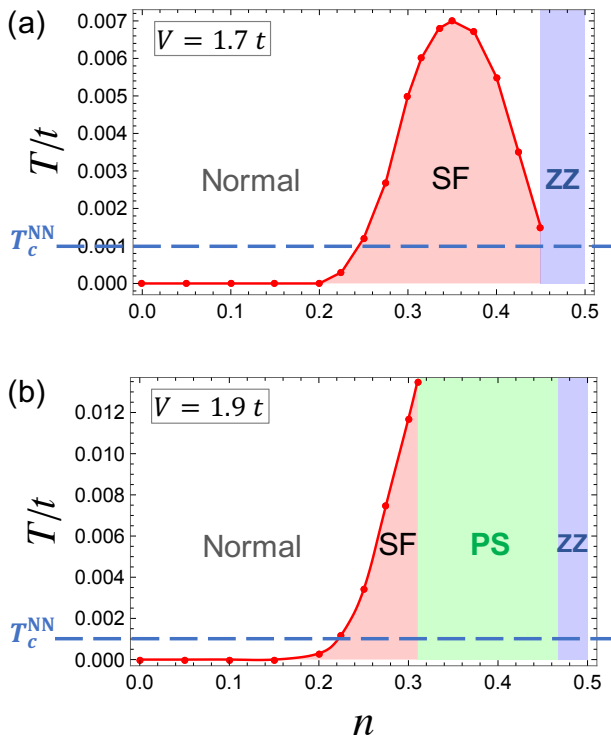 (a)
V = 1.7 t
T/t
0.007
0.006
0.005
0.004
0.003
0.002
0.001
0.000
T_c^NN
Normal
SF
ZZ
0.0 0.1 0.2 0.3 0.4 0.5
(b)
V = 1.9 t
T/t
0.012
0.010
0.008
0.006
0.004
0.002
0.000
T_c^NN
Normal
SF
PS
ZZ
0.0 0.1 0.2 0.3 0.4 0.5
n